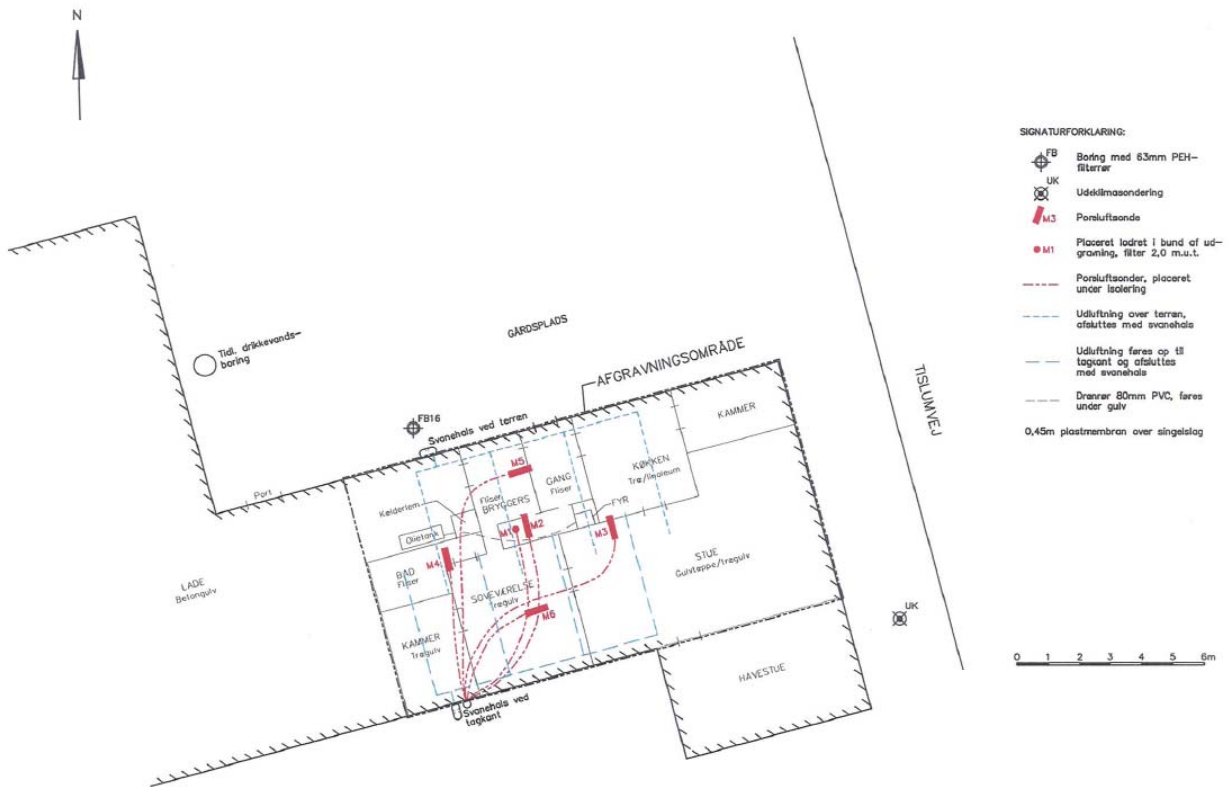 N
SIGNATURFORKLARING:
FB
Boring med 63mm PEH-
filterrør
UK
Udeklimasondering
M3
Poreluftsonde
M1
Placeret lodret i bund af ud-
gravning, filter 2,0 m.u.t.
Poreluftsonder, placeret
under isolering
Udluftning over terræn,
afsluttes med svanehals
Udluftning føres op til
tagkant og afsluttes
med svanehals
Drænrør 80mm PVC, føres
under gulv
0,45m plastmembran over singelslag
Tidl. drikkevands-
boring
GÅRDSPLADS
AFGRAVNINGSOMRÅDE
TISLUMVEJ
FB16
Svanehals ved terræn
KAMMER
Port
M5
GANG
Fliser
KØKKEN
Træ/linoleum
Kælderlem
Fliser
BRYGGERS
FYR
Olietank
M1
M2
M3
M4
BAD
Fliser
STUE
Gulvtæppe/trægulv
LADE
Betongulv
SOVEVÆRELSE
Trægulv
M6
UK
KAMMER
Trægulv
HAVESTUE
Svanehals ved
tagkant
0 1 2 3 4 5 6m